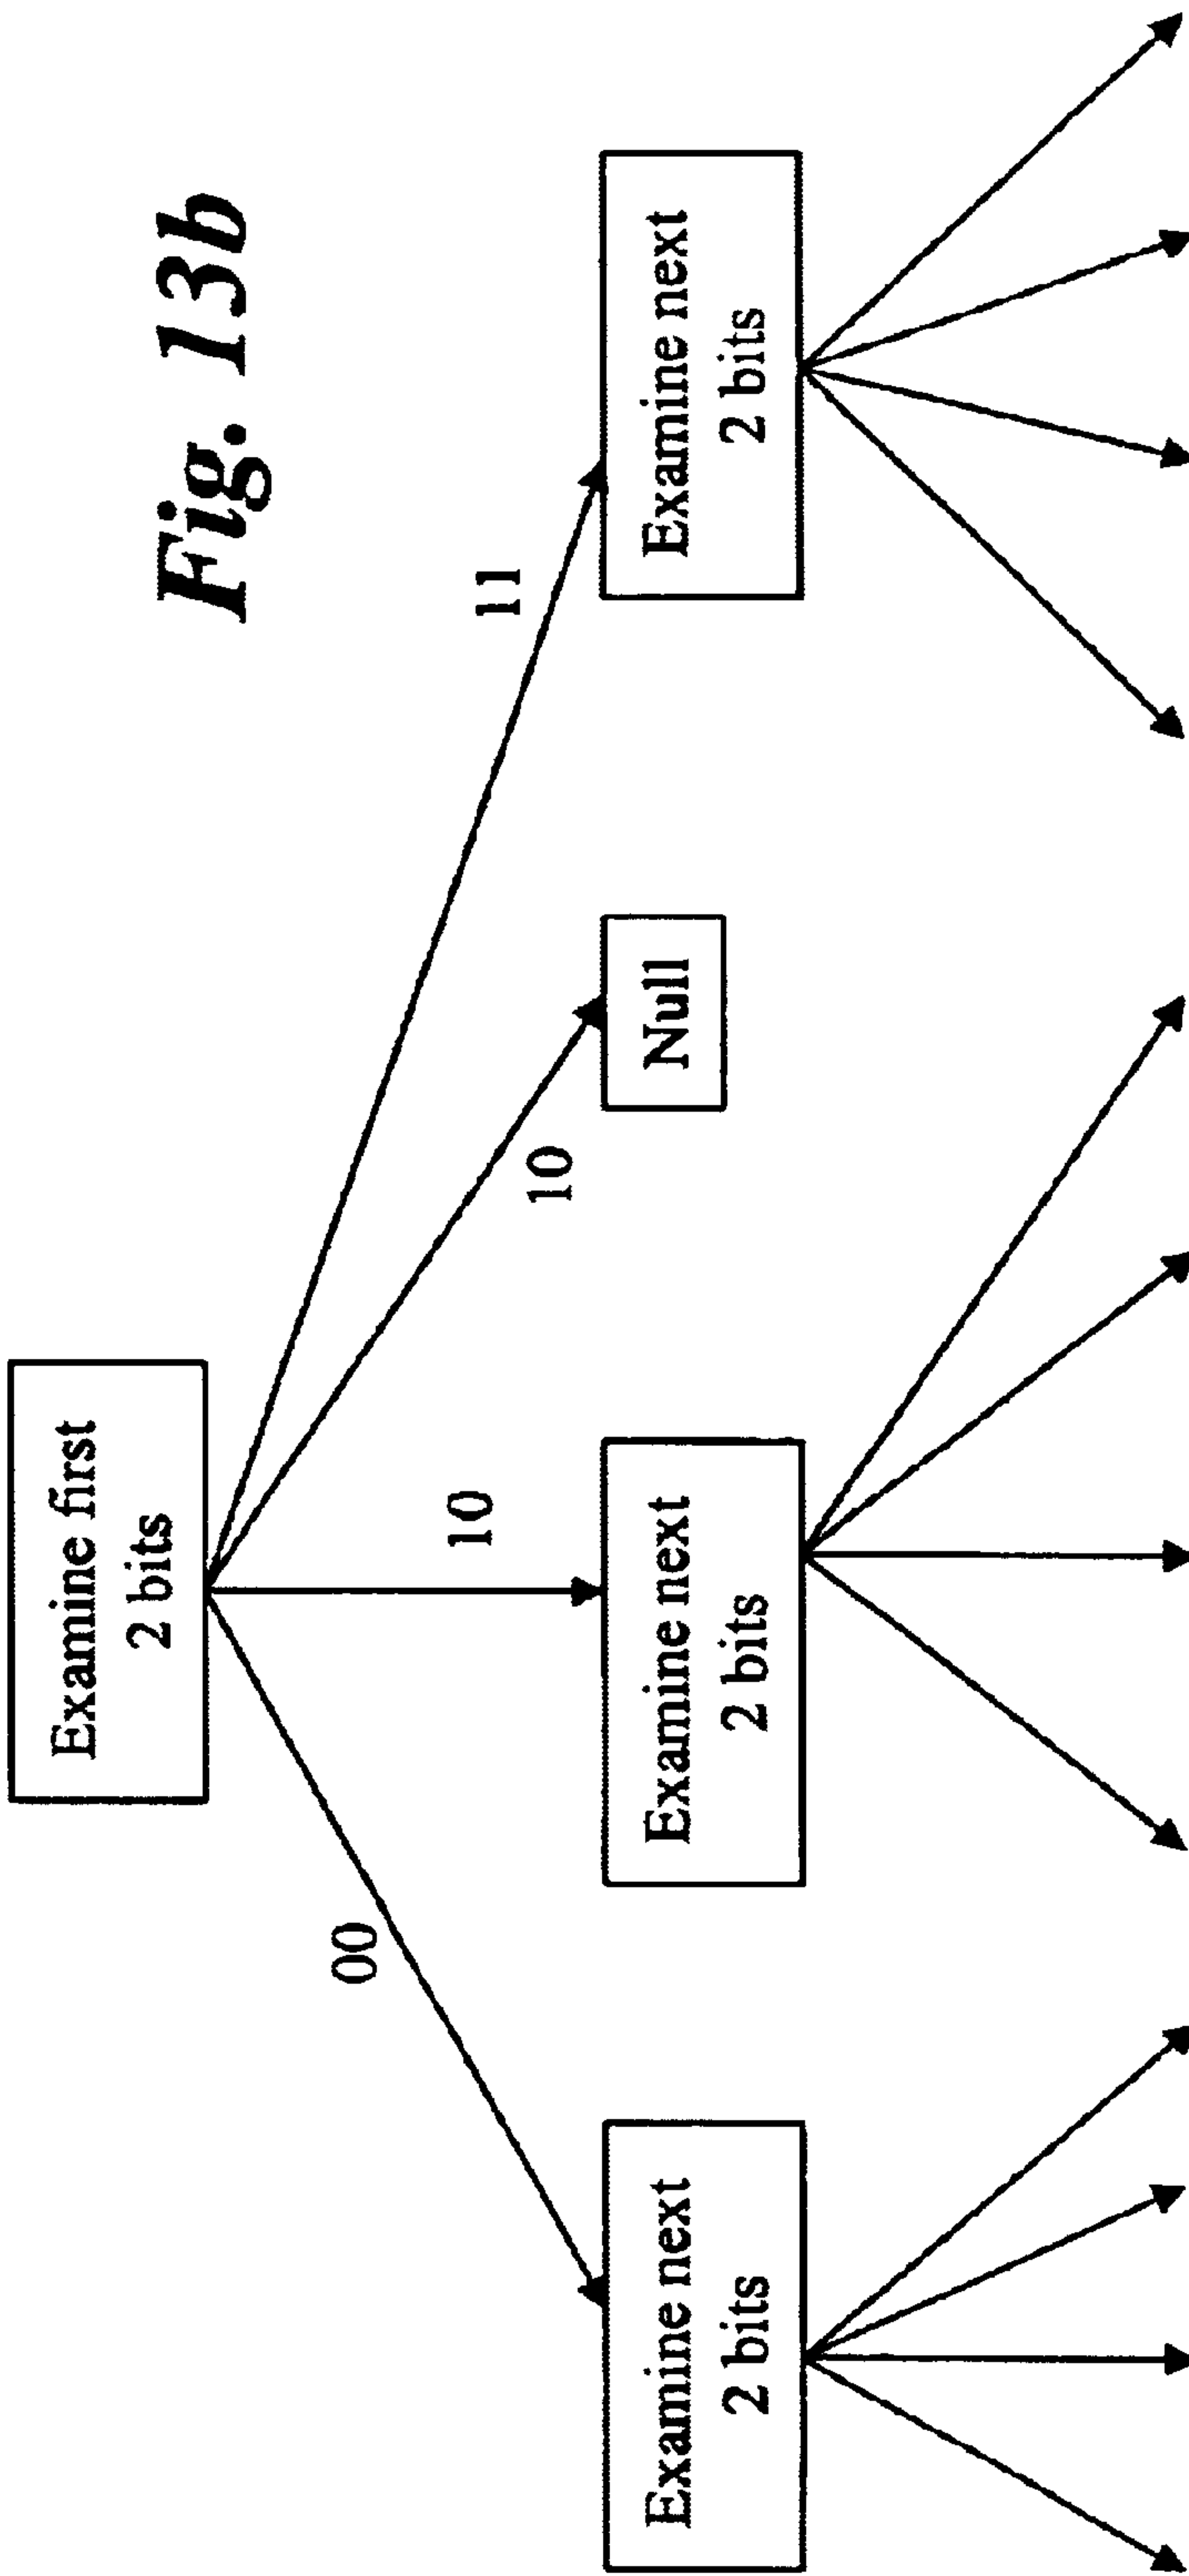 Fig. 13b
Examine first
2 bits
00
10
10
11
Examine next
2 bits
Examine next
2 bits
Null
Examine next
2 bits